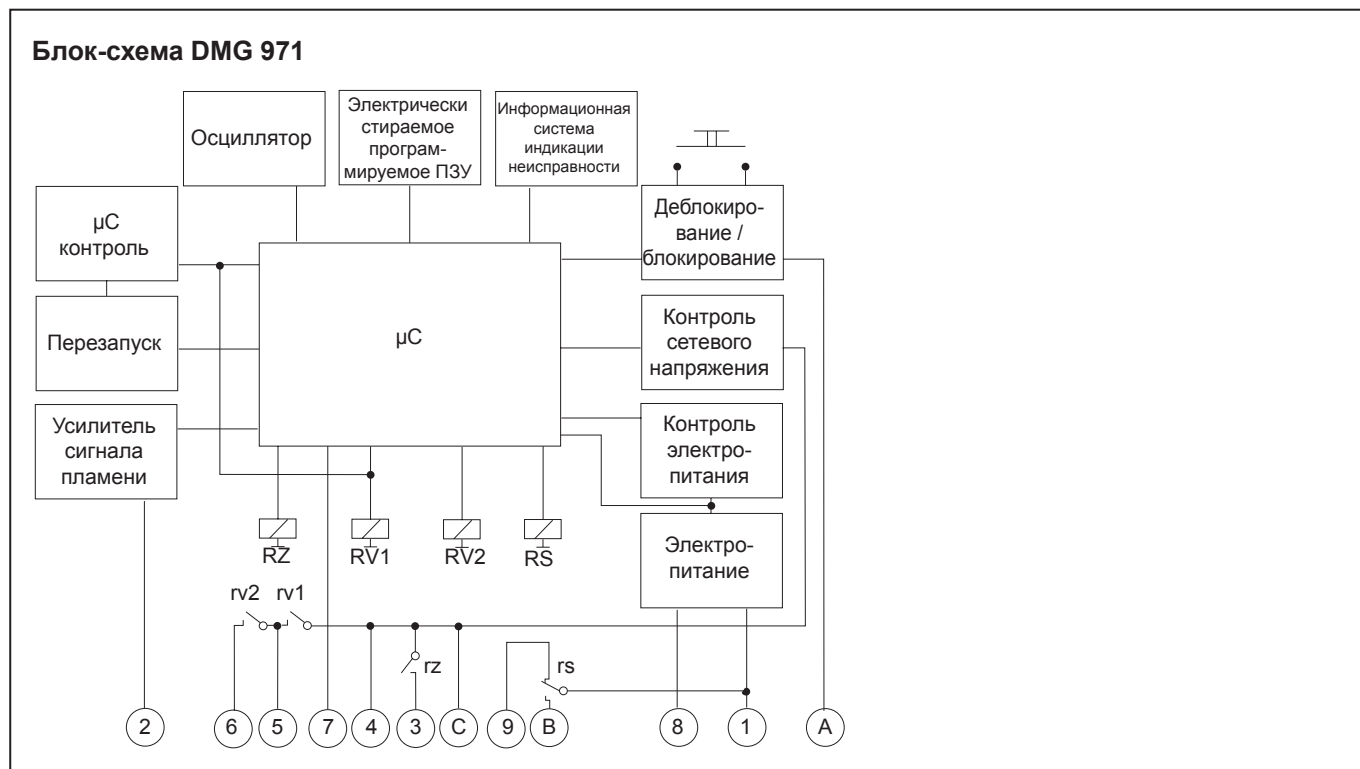 Блок-схема DMG 971
Осциллятор
Электрически
стираемое
програм-
мируемое ПЗУ
Информационная
система
индикации
неисправности
µC
контроль
Деблокиро-
вание /
блокирование
µC
Перезапуск
Контроль
сетевого
напряжения
Усилитель
сигнала
пламени
Контроль
электро-
питания
Электро-
питание
RZ
RV1
RV2
RS
rv2
rv1
rz
rs
2
6
5
7
4
3
C
9
B
8
1
A